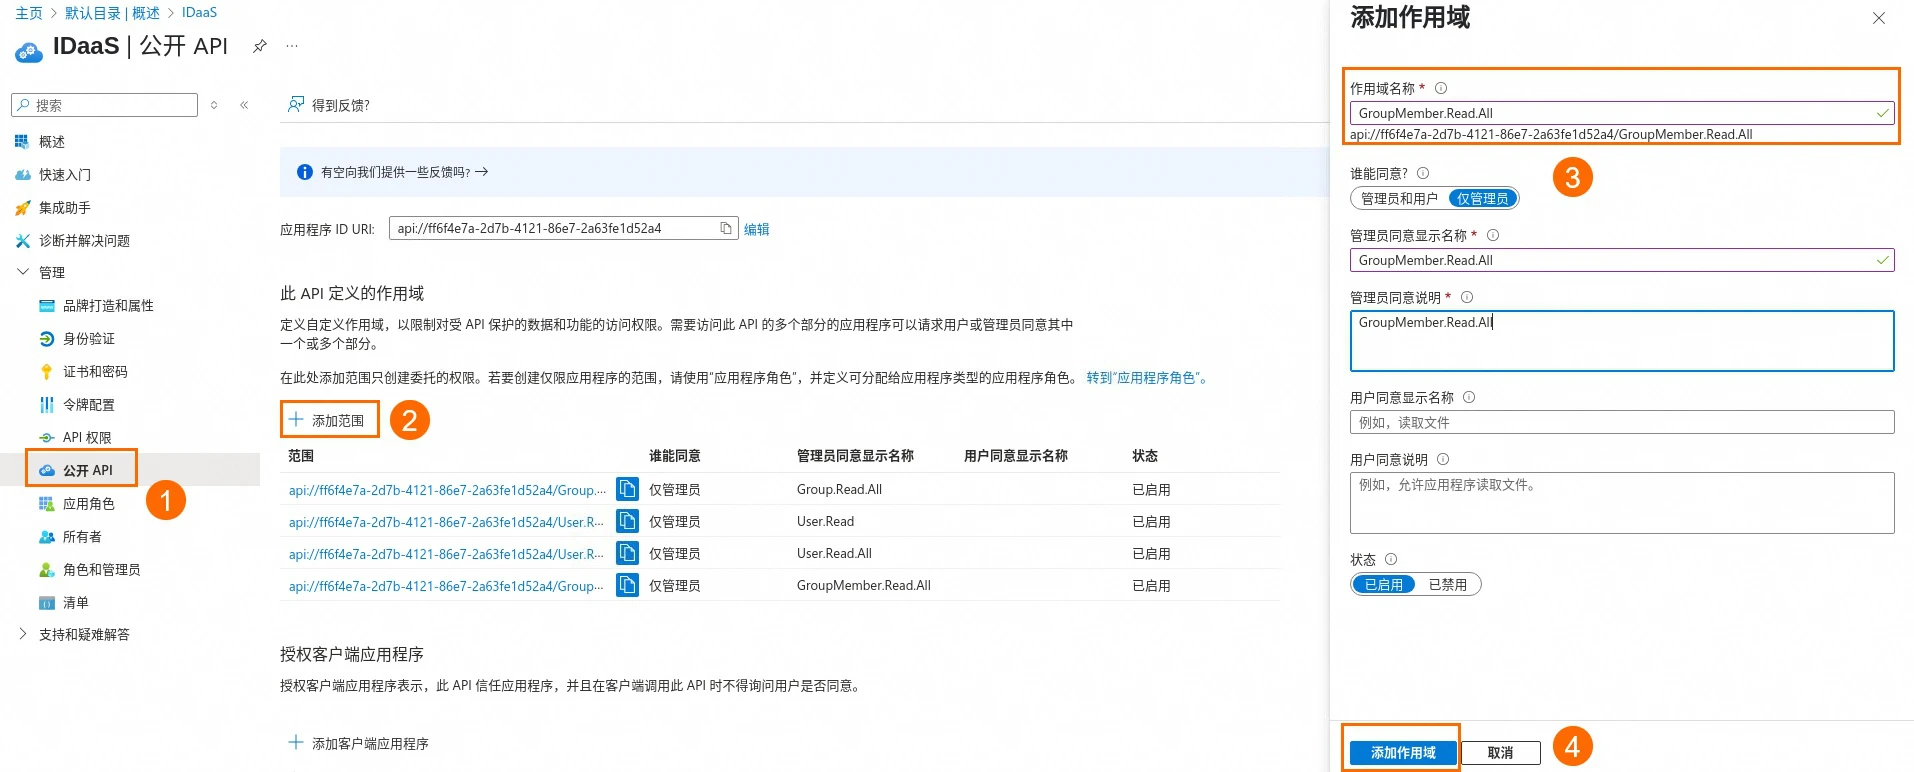 主页 > 默认目录 | 概述 > IDaaS
IDaaS | 公开 API
搜索
概述
快速入门
集成助手
诊断并解决问题
管理
品牌打造和属性
身份验证
证书和密码
令牌配置
API 权限
公开 API
1
应用角色
所有者
角色和管理员
清单
支持和疑难解答
得到反馈?
有空向我们提供一些反馈吗? →
应用程序 ID URI: api://ff6f4e7a-2d7b-4121-86e7-2a63fe1d52a4 编辑
此 API 定义的作用域
定义自定义作用域，以限制对受 API 保护的数据和功能的访问权限。需要访问此 API 的多个部分的应用程序可以请求用户或管理员同意其中
一个或多个部分。
在此处添加范围只创建委托的权限。若要创建仅限应用程序的范围，请使用“应用程序角色”，并定义可分配给应用程序类型的应用程序角色。 转到“应用程序角色”。
添加范围 2
范围 谁能同意 管理员同意显示名称 用户同意显示名称 状态
api://ff6f4e7a-2d7b-4121-86e7-2a63fe1d52a4/Group.... 仅管理员 Group.Read.All 已启用
api://ff6f4e7a-2d7b-4121-86e7-2a63fe1d52a4/User.R... 仅管理员 User.Read 已启用
api://ff6f4e7a-2d7b-4121-86e7-2a63fe1d52a4/User.R... 仅管理员 User.Read.All 已启用
api://ff6f4e7a-2d7b-4121-86e7-2a63fe1d52a4/Group... 仅管理员 GroupMember.Read.All 已启用
授权客户端应用程序
授权客户端应用程序表示，此 API 信任应用程序，并且在客户端调用此 API 时不得询问用户是否同意。
添加客户端应用程序
添加作用域
作用域名称 *
GroupMember.Read.All
api://ff6f4e7a-2d7b-4121-86e7-2a63fe1d52a4/GroupMember.Read.All
谁能同意?
3
管理员和用户 仅管理员
管理员同意显示名称 *
GroupMember.Read.All
管理员同意说明 *
GroupMember.Read.All
用户同意显示名称
例如，读取文件
用户同意说明
例如，允许应用程序读取文件。
状态
已启用 已禁用
添加作用域 取消 4